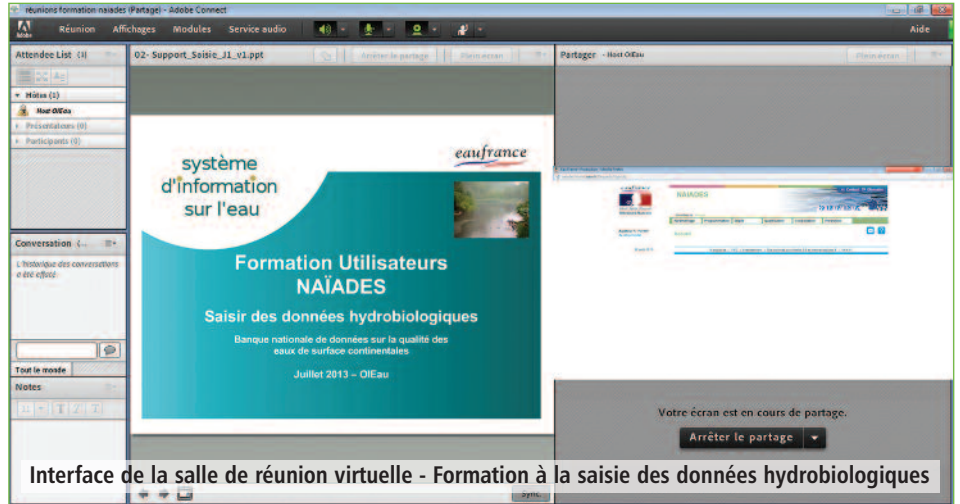 réunions formation naïades (Partage) - Adobe Connect
Adobe
Réunion Affichages Modules Service audio
Aide
Attendee List (1)
02- Support_Saisie_J1_v1.ppt
Arrêter le partage
Plein écran
Partager - Host OIEau
Plein écran
Hôtes (1)
Host OIEau
Présentateurs (0)
Participants (0)
système
d'information
sur l'eau
eaufrance
Formation Utilisateurs
NAÏADES
Saisir des données hydrobiologiques
Banque nationale de données sur la qualité des
eaux de surface continentales
Juillet 2013 – OIEau
eaufrance
NAIADES
Conversation (...
L'historique des conversations
a été effacé.
Tout le monde
Notes
Votre écran est en cours de partage.
Arrêter le partage
Sync
Interface de la salle de réunion virtuelle - Formation à la saisie des données hydrobiologiques